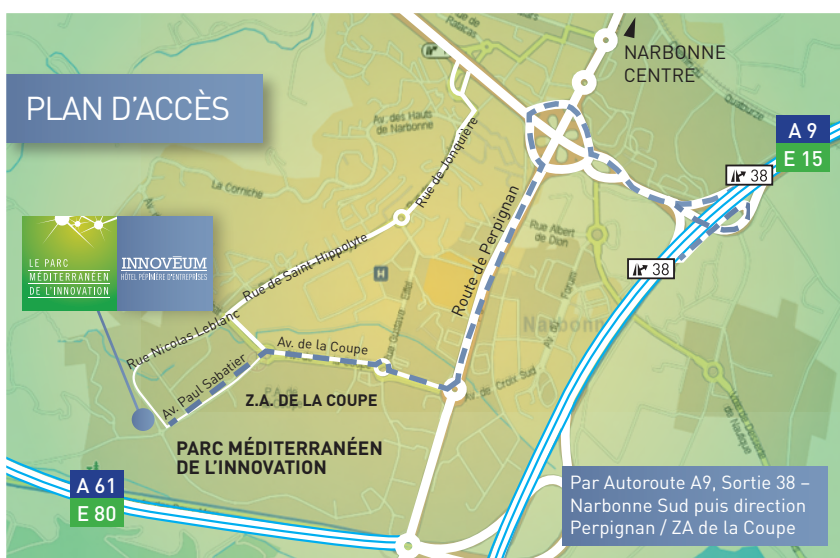 PLAN D'ACCÈS
NARBONNE
CENTRE
A 9
E 15
38
38
Av. des Hauts
de Narbonne
La Corniche
Rue de Jonquière
Rue de Saint-Hippolyte
Route de Perpignan
Rue Albert
de Dion
LE PARC
MÉDITERRANÉEN
DE L'INNOVATION
INNOVĒUM
HÔTEL PÉPINIÈRE D'ENTREPRISES
H
Narbonne
Rue Nicolas Leblanc
Av. de la Coupe
Av. Paul Sabatier
Av. de Croix Sud
Z.A. DE LA COUPE
PARC MÉDITERRANÉEN
DE L'INNOVATION
A 61
E 80
Par Autoroute A9, Sortie 38 –
Narbonne Sud puis direction
Perpignan / ZA de la Coupe